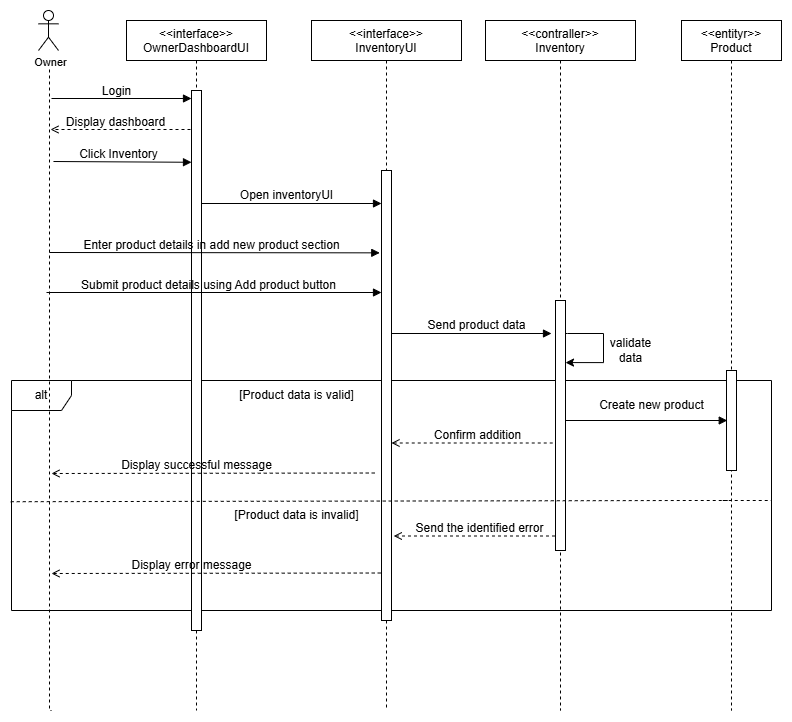 <<interface>>
OwnerDashboardUI
<<interface>>
InventoryUI
<<contraller>>
Inventory
<<entityr>>
Product
Owner
Login
Display dashboard
Click Inventory
Open inventoryUI
Enter product details in add new product section
Submit product details using Add product button
Send product data
validate
data
alt
[Product data is valid]
Create new product
Confirm addition
Display successful message
[Product data is invalid]
Send the identified error
Display error message